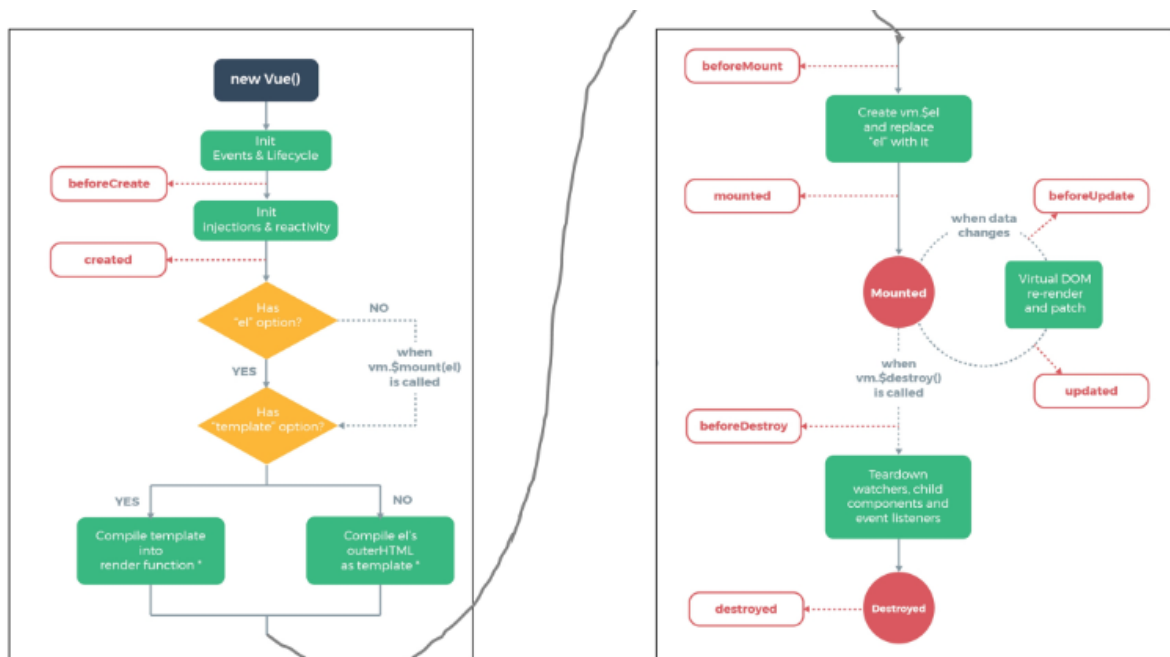 new Vue()
Init
Events & Lifecycle
beforeCreate
Init
injections & reactivity
created
Has
"el" option?
NO
when
vm.$mount(el)
is called
YES
Has
"template" option?
YES
NO
Compile template
into
render function *
Compile el's
outerHTML
as template *
beforeMount
Create vm.$el
and replace
"el" with it
mounted
beforeUpdate
when data
changes
Mounted
Virtual DOM
re-render
and patch
updated
when
vm.$destroy()
is called
beforeDestroy
Teardown
watchers, child
components and
event listeners
destroyed
Destroyed